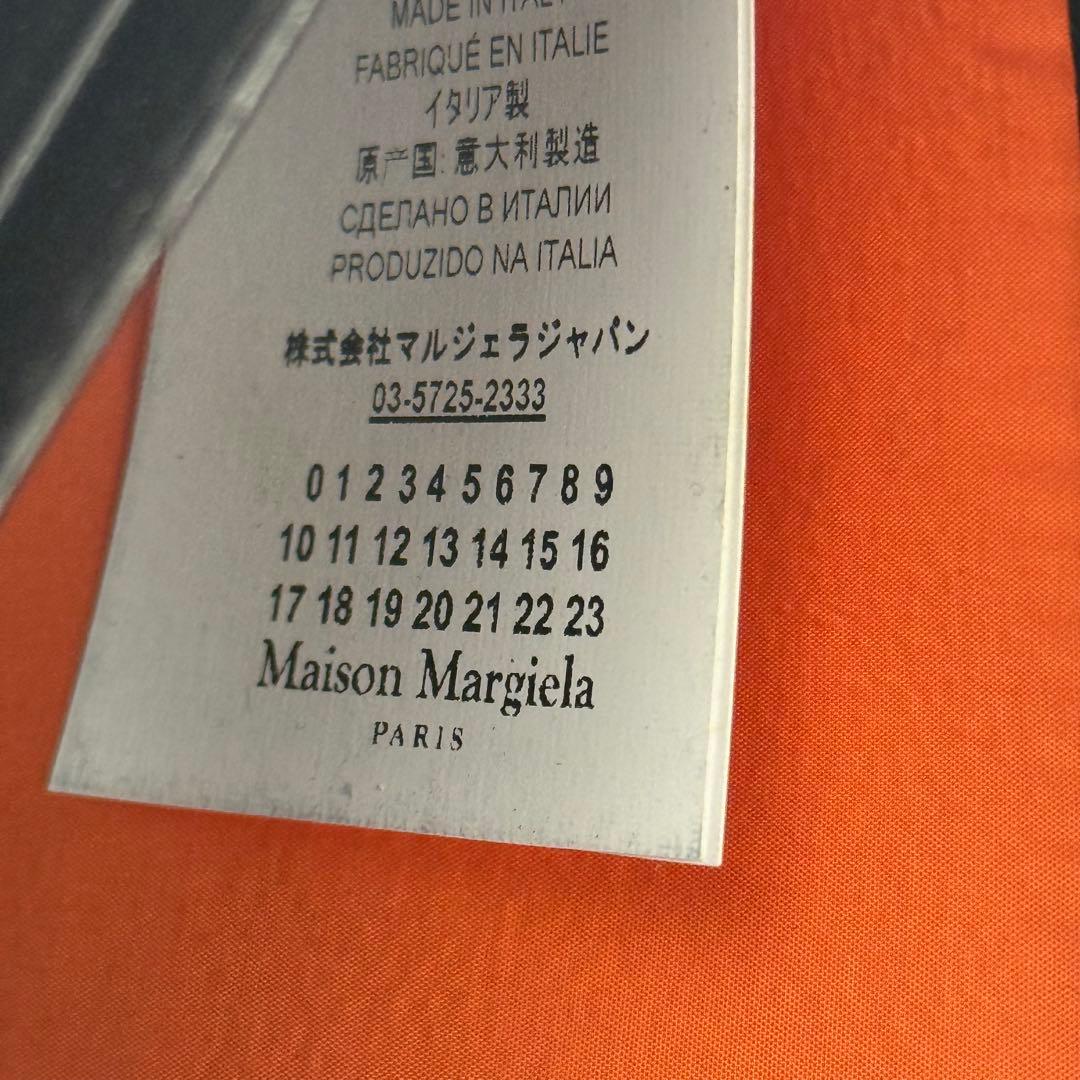 MADE IN ITALY
FABRIQUÉ EN ITALIE
イタリア製
原产国: 意大利製造
СДЕЛАНО В ИТАЛИИ
PRODUZIDO NA ITALIA
株式会社マルジェラジャパン
03-5725-2333
0 1 2 3 4 5 6 7 8 9
10 11 12 13 14 15 16
17 18 19 20 21 22 23
Maison Margiela
PARIS